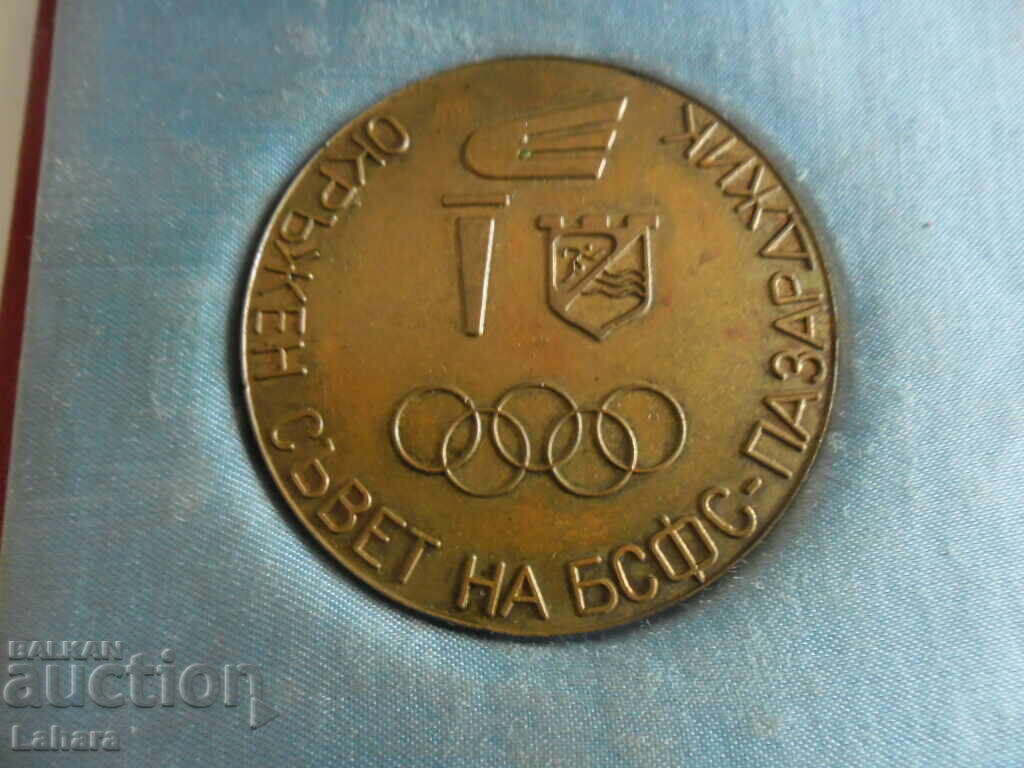 ОКРЪЖЕН СЪВЕТ НА БСФС-ПАЗАРДЖИК
BALKAN
auction
Lahara